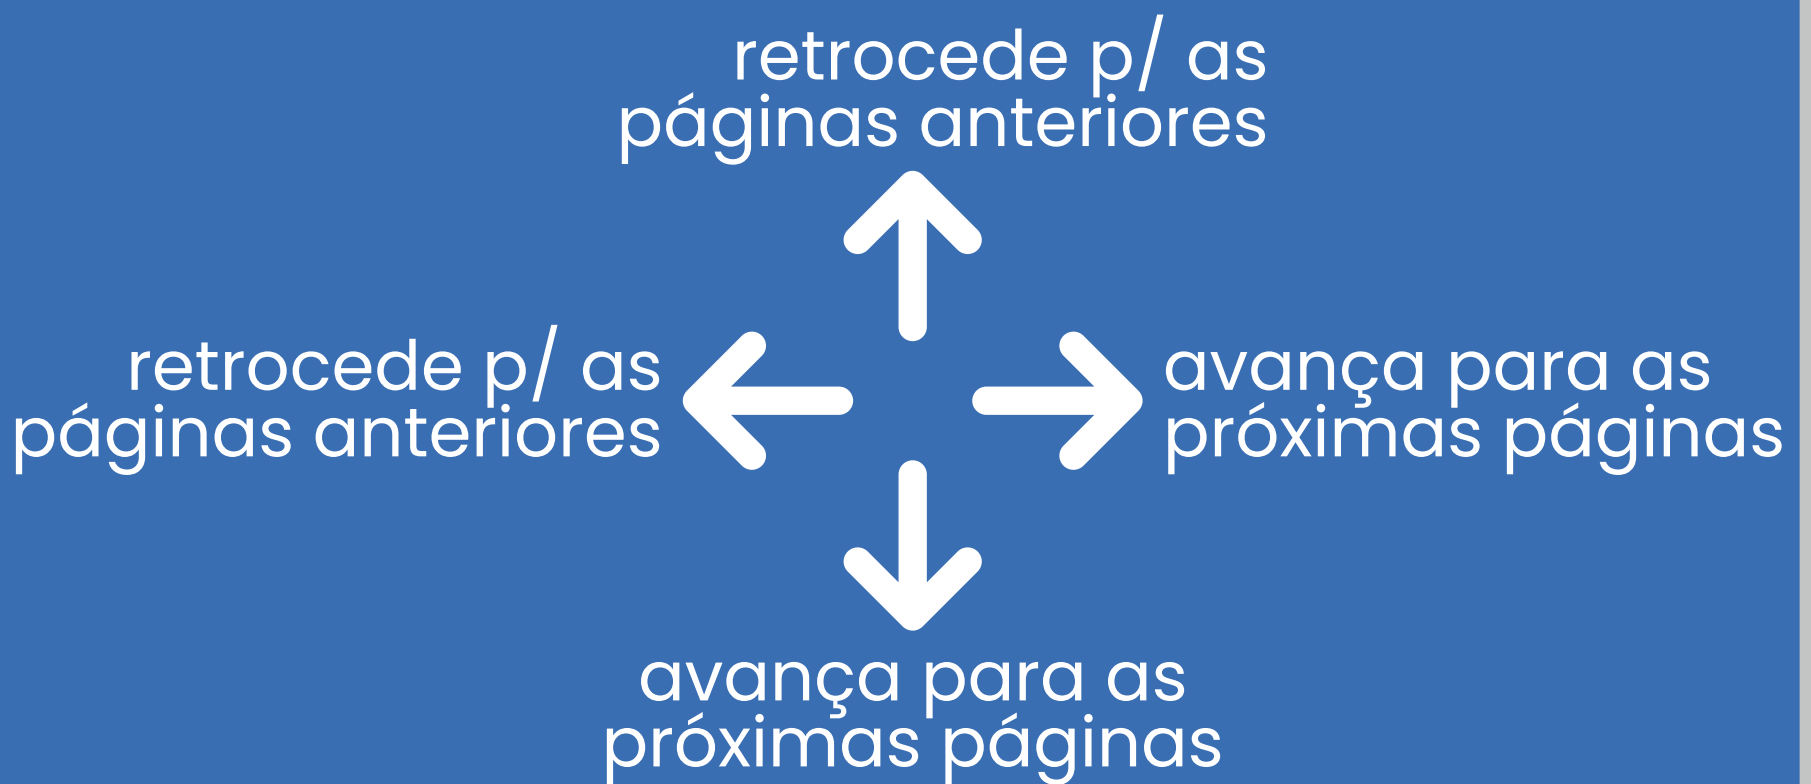 retrocede p/ as
páginas anteriores
retrocede p/ as
páginas anteriores
avança para as
próximas páginas
avança para as
próximas páginas